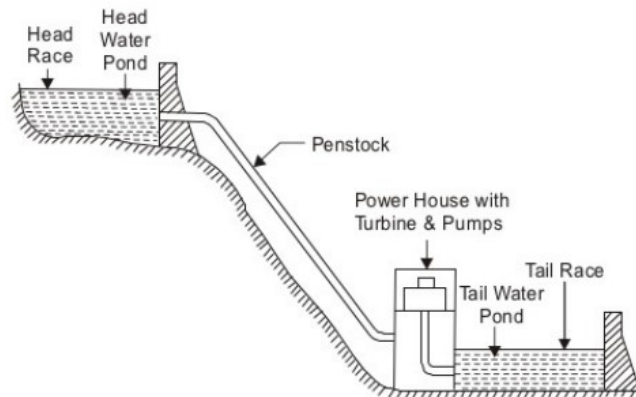 Head
Race
Head
Water
Pond
Penstock
Power House with
Turbine & Pumps
Tail Race
Tail Water
Pond